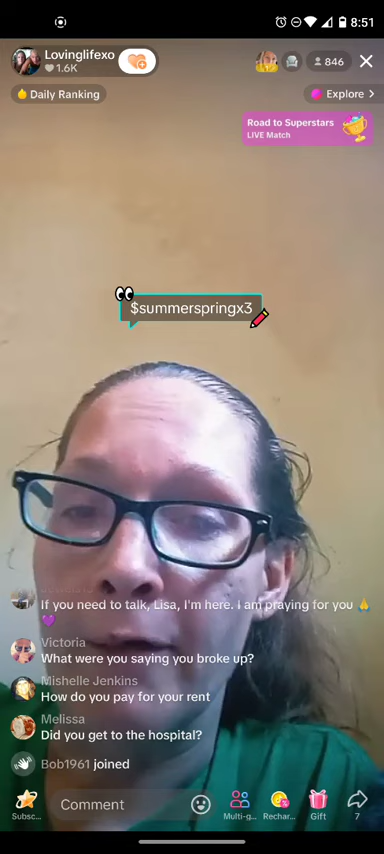 8:51
Lovinglifexo
1.6K
846
Daily Ranking
Explore >
Road to Superstars
LIVE Match
$summerspringx3
If you need to talk, Lisa, I'm here. I am praying for you 🙏
💜
Victoria
What were you saying you broke up?
Mishelle Jenkins
How do you pay for your rent
Melissa
Did you get to the hospital?
Bob1961 joined
Comment
Subsc...
Multi-g...
Rechar...
Gift
7